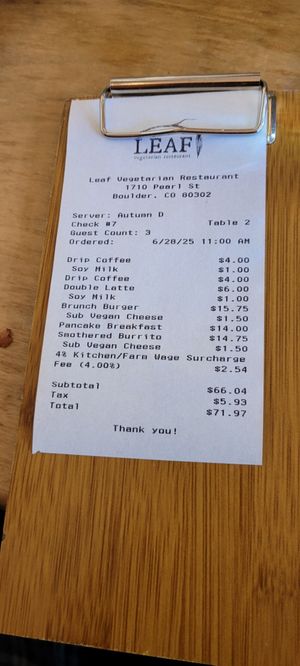 LEAF
vegetarian restaurant
Leaf Vegetarian Restaurant
1710 Pearl St
Boulder, CO 80302
Server: Autumn D
Check #7 Table 2
Guest Count: 3
Ordered: 6/28/25 11:00 AM
Drip Coffee $4.00
Soy Milk $1.00
Drip Coffee $4.00
Double Latte $6.00
Soy Milk $1.00
Brunch Burger $15.75
Sub Vegan Cheese $1.50
Pancake Breakfast $14.00
Smothered Burrito $14.75
Sub Vegan Cheese $1.50
4% Kitchen/Farm Wage Surcharge
Fee (4.00%) $2.54
Subtotal $66.04
Tax $5.93
Total $71.97
Thank you!